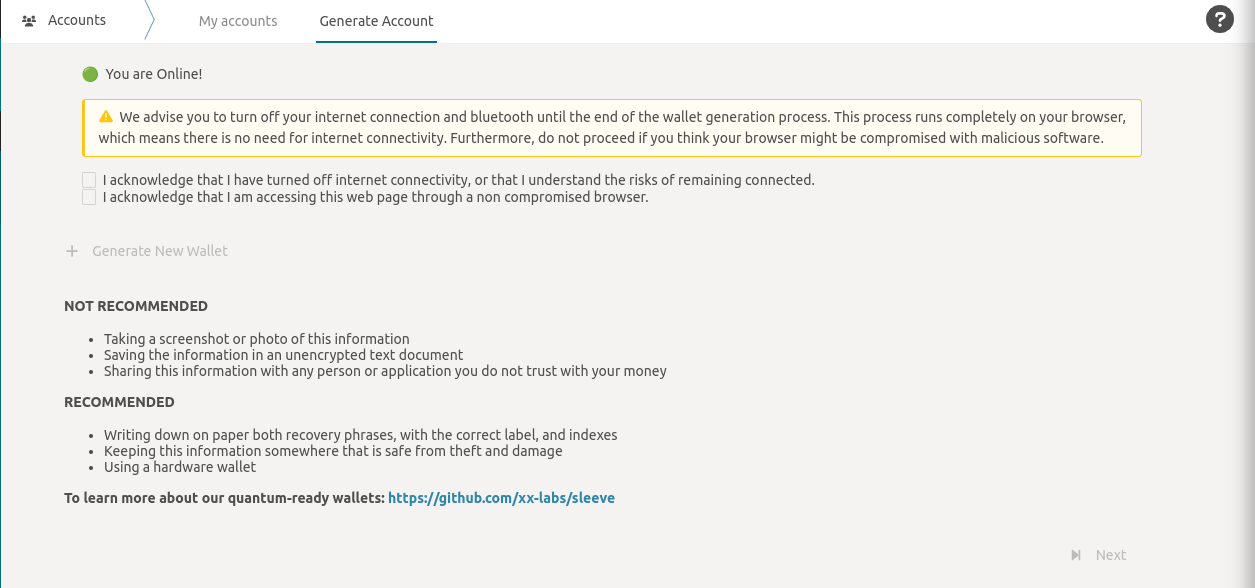 Accounts
My accounts
Generate Account
?
You are Online!
We advise you to turn off your internet connection and bluetooth until the end of the wallet generation process. This process runs completely on your browser,
which means there is no need for internet connectivity. Furthermore, do not proceed if you think your browser might be compromised with malicious software.
I acknowledge that I have turned off internet connectivity, or that I understand the risks of remaining connected.
I acknowledge that I am accessing this web page through a non compromised browser.
+ Generate New Wallet
NOT RECOMMENDED
• Taking a screenshot or photo of this information
• Saving the information in an unencrypted text document
• Sharing this information with any person or application you do not trust with your money
RECOMMENDED
• Writing down on paper both recovery phrases, with the correct label, and indexes
• Keeping this information somewhere that is safe from theft and damage
• Using a hardware wallet
To learn more about our quantum-ready wallets: https://github.com/xx-labs/sleeve
Next